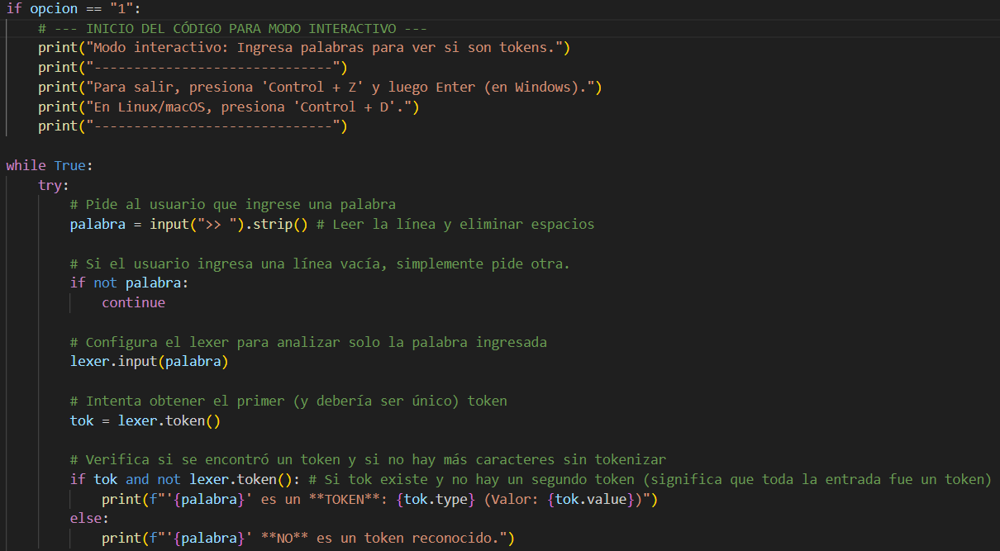 if opcion == "1":
    # --- INICIO DEL CÓDIGO PARA MODO INTERACTIVO ---
    print("Modo interactivo: Ingresa palabras para ver si son tokens.")
    print("------------------------------")
    print("Para salir, presiona 'Control + Z' y luego Enter (en Windows).")
    print("En Linux/macOS, presiona 'Control + D'.")
    print("------------------------------")

while True:
    try:
        # Pide al usuario que ingrese una palabra
        palabra = input(">> ").strip() # Leer la línea y eliminar espacios

        # Si el usuario ingresa una línea vacía, simplemente pide otra.
        if not palabra:
            continue

        # Configura el lexer para analizar solo la palabra ingresada
        lexer.input(palabra)

        # Intenta obtener el primer (y debería ser único) token
        tok = lexer.token()

        # Verifica si se encontró un token y si no hay más caracteres sin tokenizar
        if tok and not lexer.token(): # Si tok existe y no hay un segundo token (significa que toda la entrada fue un token)
            print(f"'{palabra}' es un **TOKEN**: {tok.type} (Valor: {tok.value})")
        else:
            print(f"'{palabra}' **NO** es un token reconocido.")